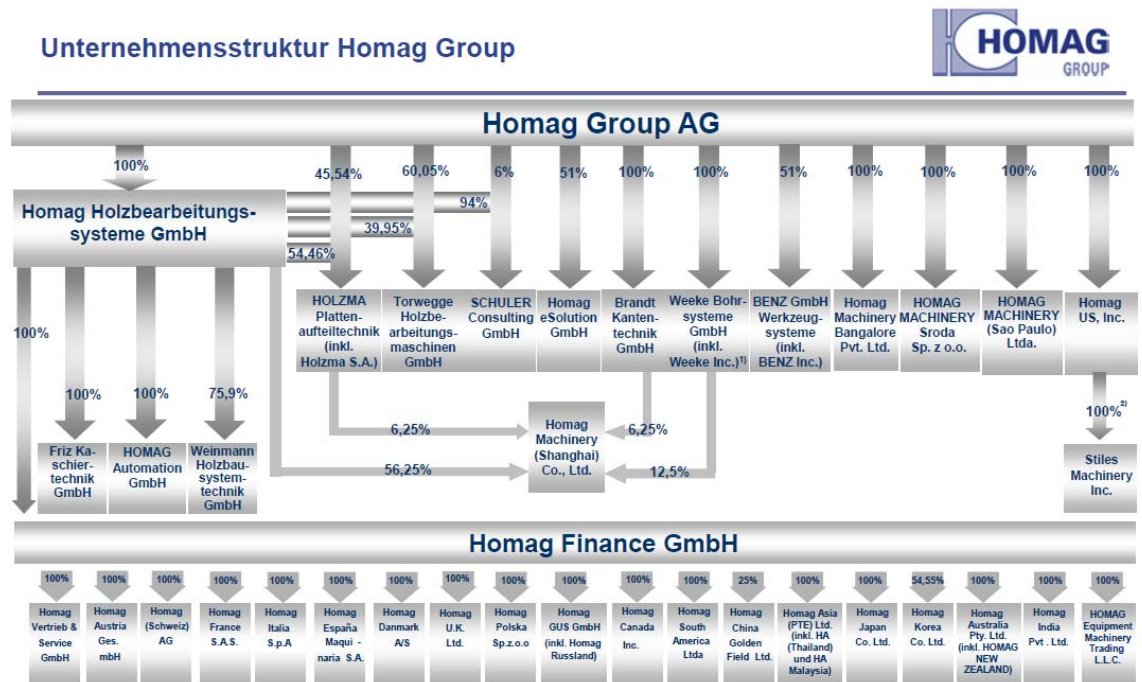 Unternehmensstruktur Homag Group
HOMAG
GROUP
Homag Group AG
100%
45,54%
60,05%
6%
51%
100%
100%
51%
100%
100%
100%
100%
Homag Holzbearbeitungs-
systeme GmbH
94%
39,95%
54,46%
HOLZMA
Platten-
aufteiltechnik
(inkl.
Holzma S.A.)
Torwegge
Holzbe-
arbeitungs-
maschinen
GmbH
SCHULER
Consulting
GmbH
Homag
eSolution
GmbH
Brandt
Kanten-
technik
GmbH
Weeke Bohr-
systeme
GmbH
(inkl.
Weeke Inc.)1)
BENZ GmbH
Werkzeug-
systeme
(inkl.
BENZ Inc.)
Homag
Machinery
Bangalore
Pvt. Ltd.
HOMAG
MACHINERY
Sroda
Sp. z o.o.
HOMAG
MACHINERY
(Sao Paulo)
Ltda.
Homag
US, Inc.
100%
100%
100%
75,9%
6,25%
6,25%
56,25%
12,5%
Homag
Machinery
(Shanghai)
Co., Ltd.
100%2)
Friz Ka-
schier-
technik
GmbH
HOMAG
Automation
GmbH
Weinmann
Holzbau-
system-
technik
GmbH
Stiles
Machinery
Inc.
Homag Finance GmbH
100%
100%
100%
100%
100%
100%
100%
100%
100%
100%
100%
100%
25%
100%
100%
54,55%
100%
100%
100%
Homag
Vertrieb &
Service
GmbH
Homag
Austria
Ges.
mbH
Homag
(Schweiz)
AG
Homag
France
S.A.S.
Homag
Italia
S.p.A
Homag
España
Maqui -
naria S.A.
Homag
Danmark
A/S
Homag
U.K.
Ltd.
Homag
Polska
Sp.z.o.o
Homag
GUS GmbH
(inkl. Homag
Russland)
Homag
Canada
Inc.
Homag
South
America
Ltda
Homag
China
Golden
Field Ltd.
Homag Asia
(PTE) Ltd.
(inkl. HA
(Thailand)
und HA
Malaysia)
Homag
Japan
Co. Ltd.
Homag
Korea
Co. Ltd.
Homag
Australia
Pty. Ltd.
(inkl. HOMAG
NEW
ZEALAND)
Homag
India
Pvt . Ltd.
HOMAG
Equipment
Machinery
Trading
L.L.C.